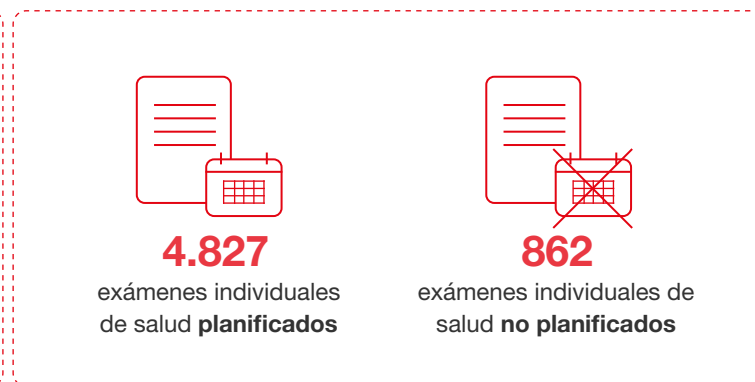 4.827
exámenes individuales
de salud planificados
862
exámenes individuales de
salud no planificados